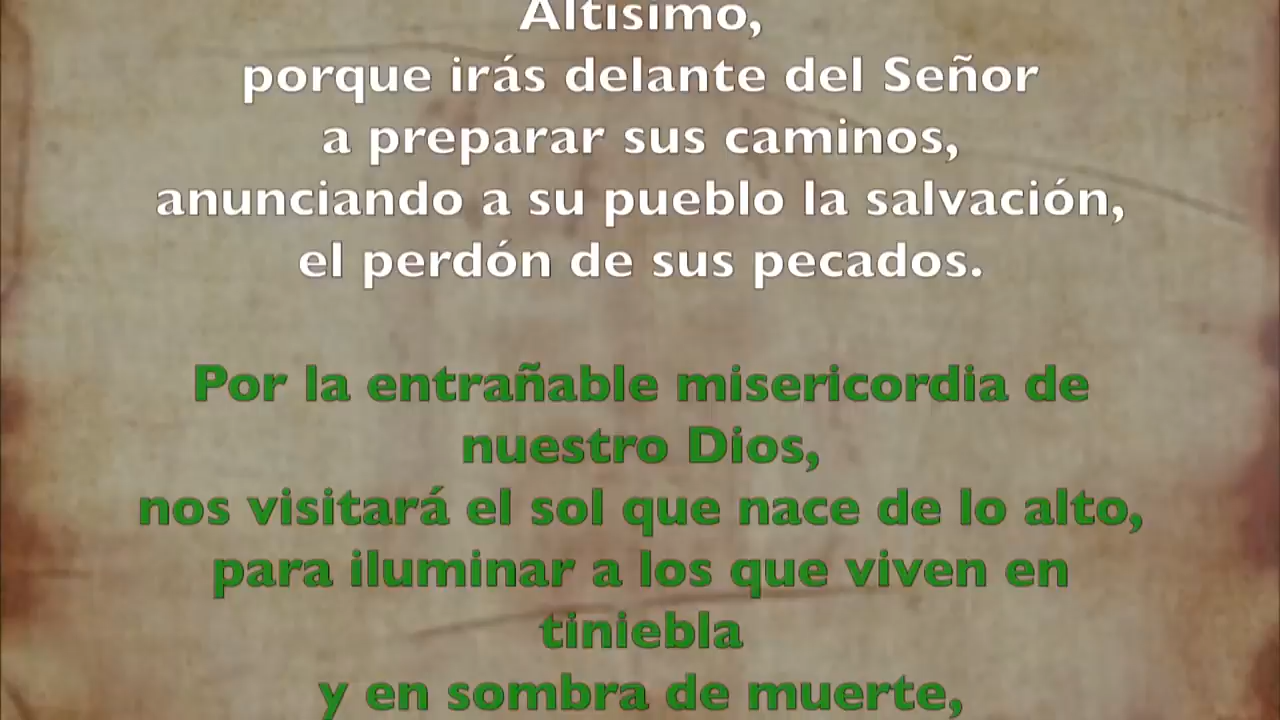 Altísimo,
porque irás delante del Señor
a preparar sus caminos,
anunciando a su pueblo la salvación,
el perdón de sus pecados.
Por la entrañable misericordia de
nuestro Dios,
nos visitará el sol que nace de lo alto,
para iluminar a los que viven en
tiniebla
y en sombra de muerte,